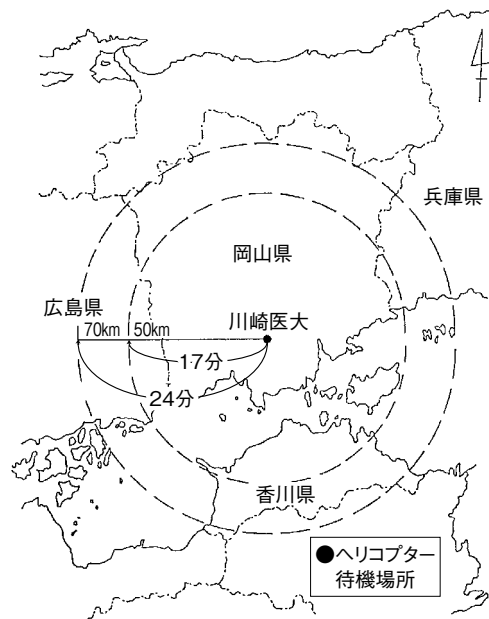 兵庫県
岡山県
広島県
川崎医大
70km
50km
17分
24分
香川県
●ヘリコプター
待機場所